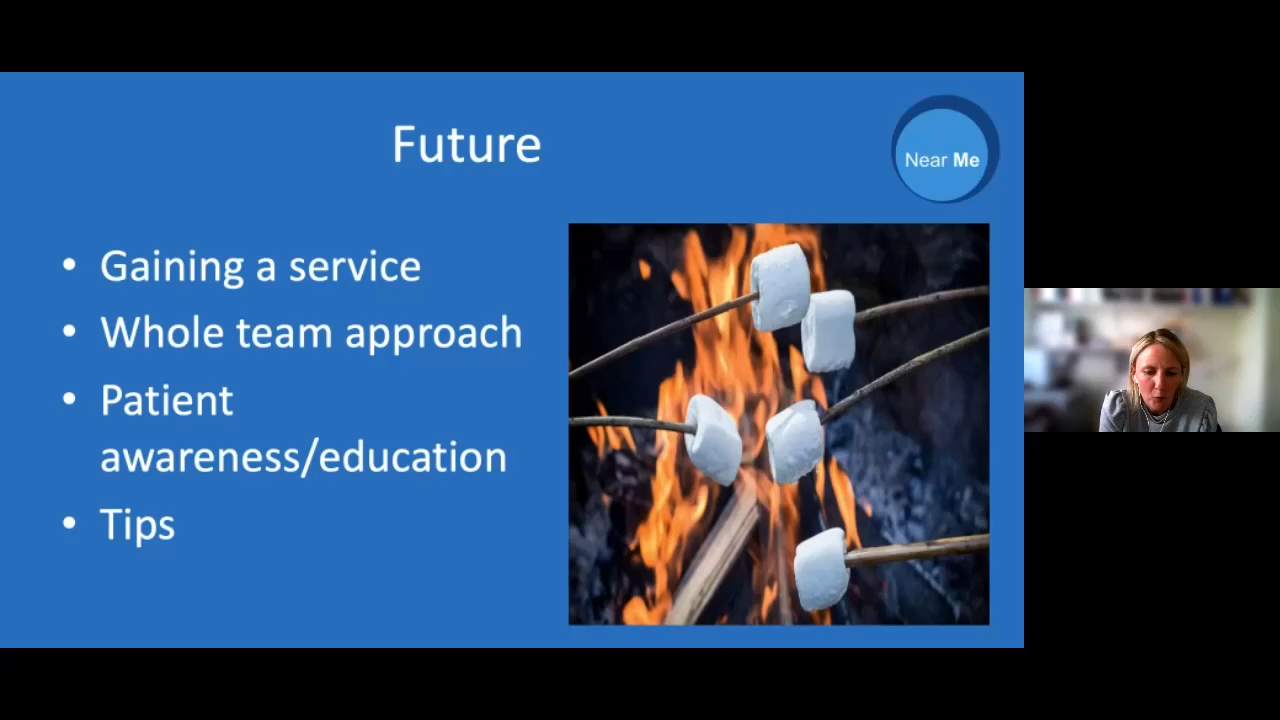 Future
Near Me
• Gaining a service
• Whole team approach
• Patient
awareness/education
• Tips